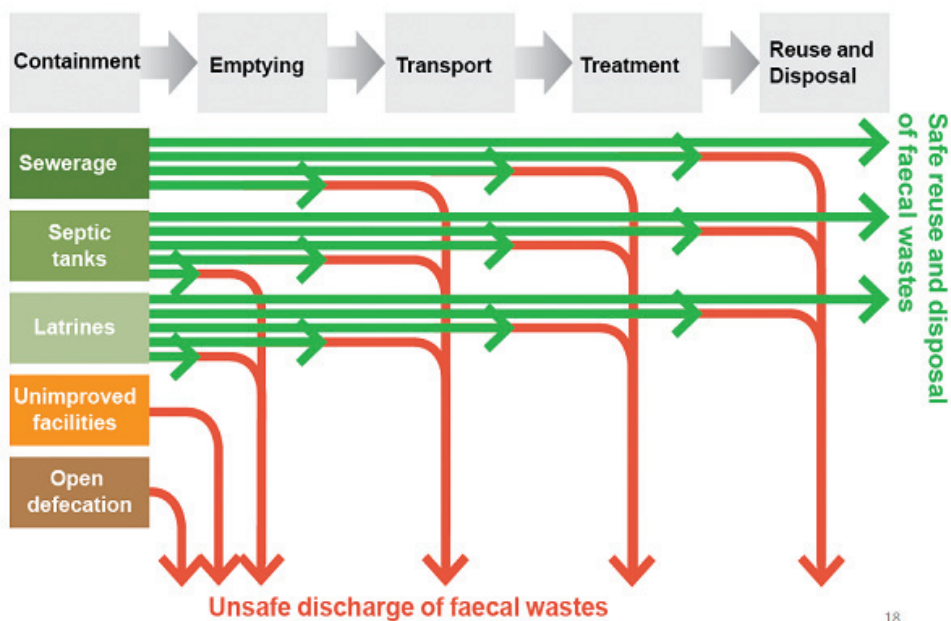 Containment
Emptying
Transport
Treatment
Reuse and
Disposal
Sewerage
Septic
tanks
Latrines
Unimproved
facilities
Open
defecation
Safe reuse and disposal
of faecal wastes
Unsafe discharge of faecal wastes
18